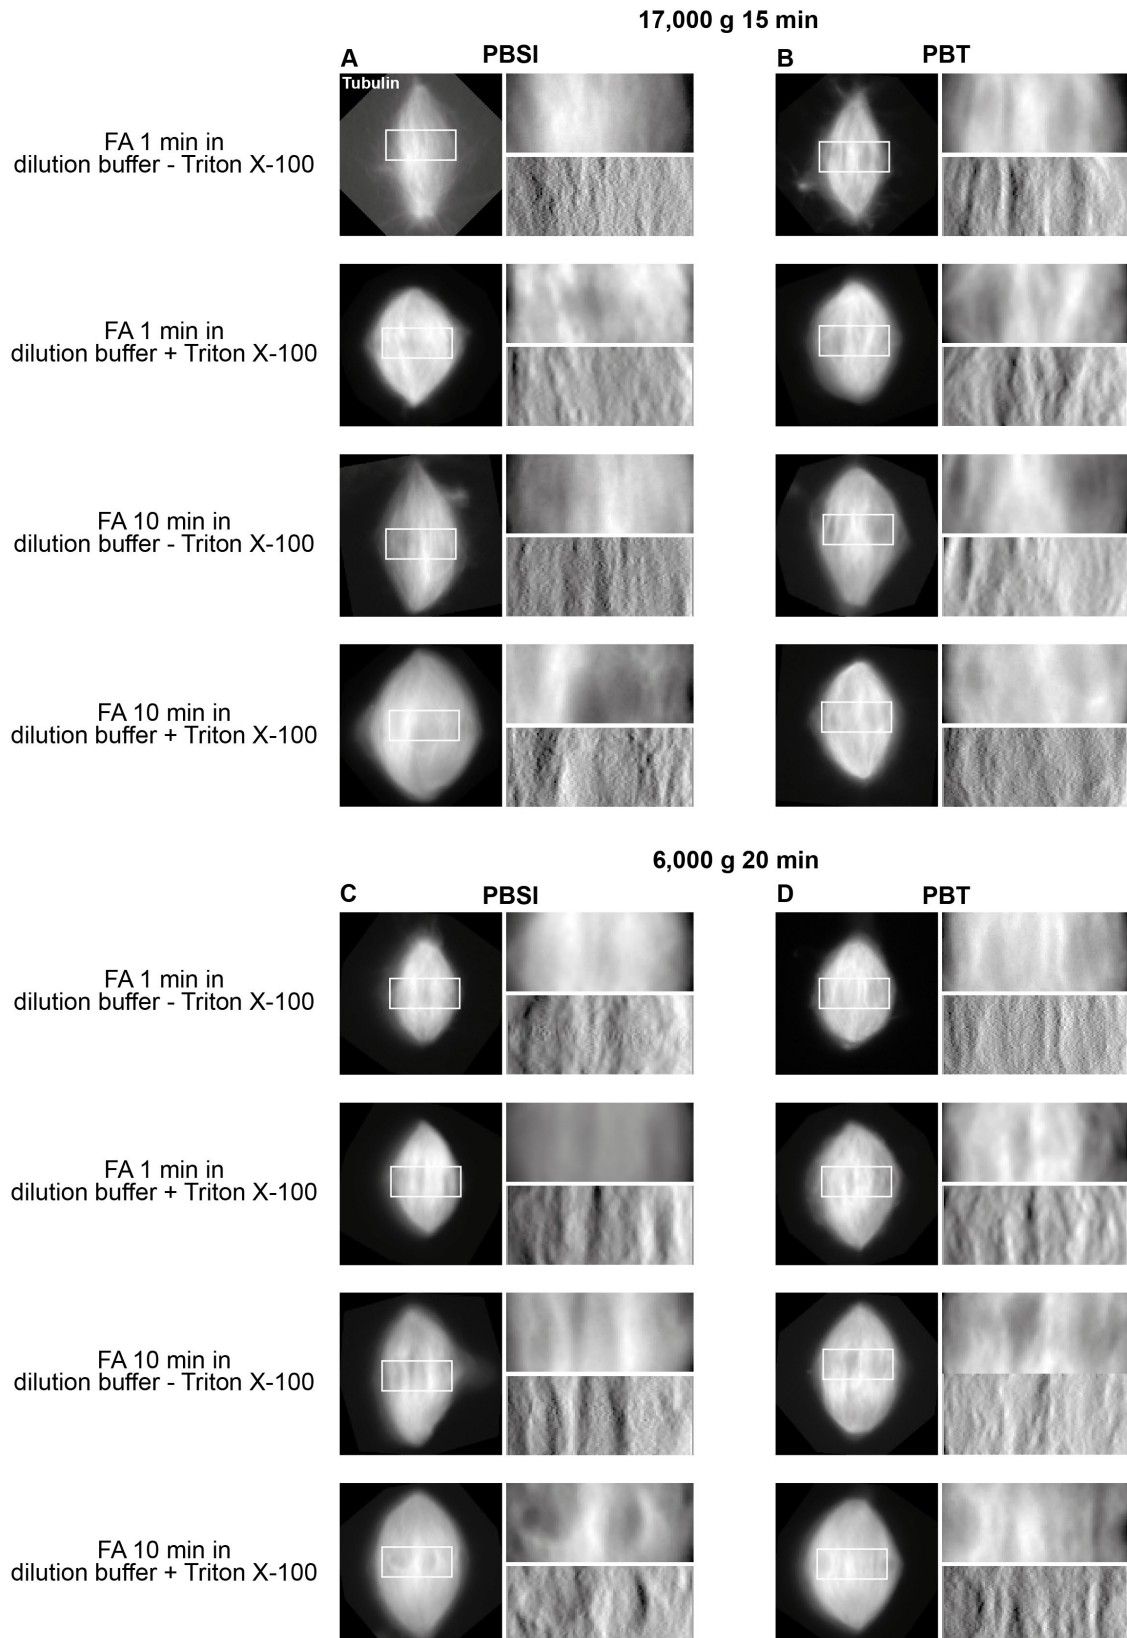 17,000 g 15 min
A
PBSI
B
PBT
Tubulin
FA 1 min in
dilution buffer - Triton X-100
FA 1 min in
dilution buffer + Triton X-100
FA 10 min in
dilution buffer - Triton X-100
FA 10 min in
dilution buffer + Triton X-100
6,000 g 20 min
C
PBSI
D
PBT
FA 1 min in
dilution buffer - Triton X-100
FA 1 min in
dilution buffer + Triton X-100
FA 10 min in
dilution buffer - Triton X-100
FA 10 min in
dilution buffer + Triton X-100